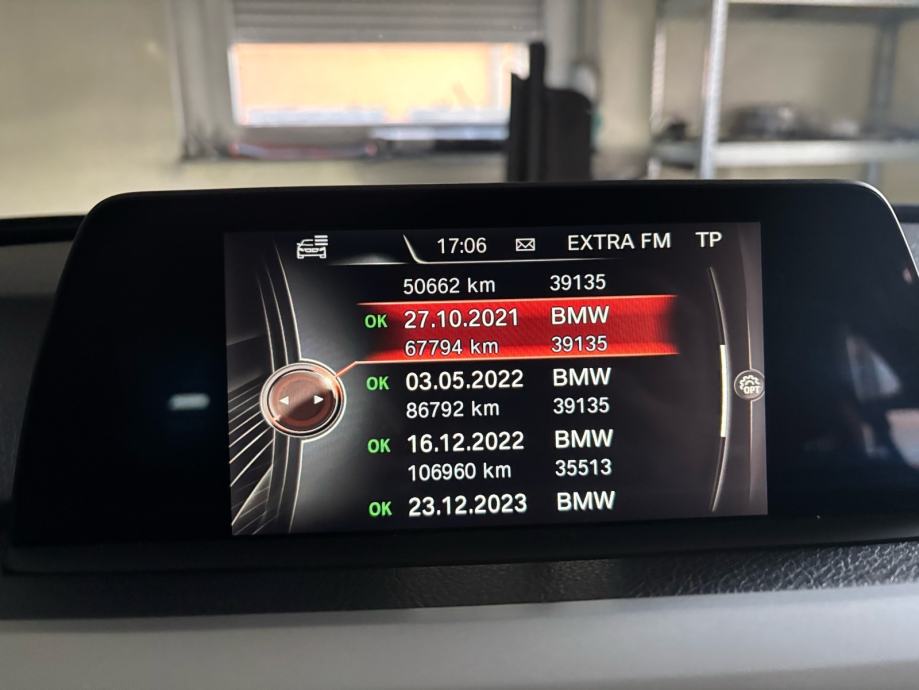 17:06 EXTRA FM TP
50662 km 39135
OK 27.10.2021 BMW
67794 km 39135
OK 03.05.2022 BMW
86792 km 39135
OPT
OK 16.12.2022 BMW
106960 km 35513
OK 23.12.2023 BMW